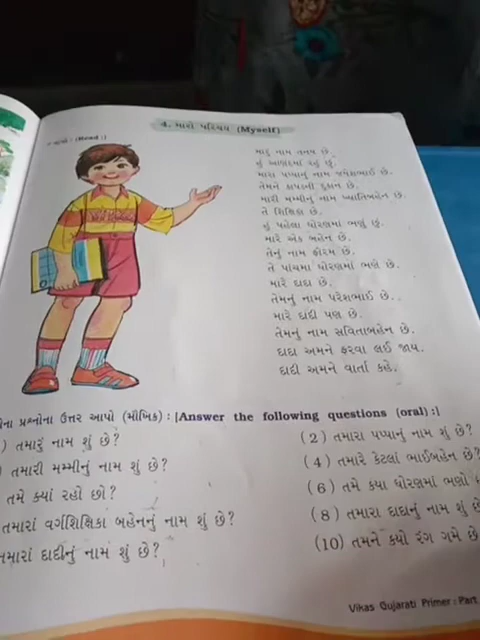 4. મારો પરિચય (Myself)
(Read :)
મારું નામ તનય છે.
હું આણંદમાં રહું છું.
મારા પપ્પાનું નામ જયેશભાઈ છે.
તેમને કાપડની દુકાન છે.
મારી મમ્મીનું નામ ખ્યાતિબહેન છે.
તે શિક્ષિકા છે.
હું પહેલા ધોરણમાં ભણું છું.
મારે એક બહેન છે.
તેનું નામ ફોરમ છે.
તે પાંચમા ધોરણમાં ભણે છે.
મારે દાદા છે.
તેમનું નામ પરેશભાઈ છે.
મારે દાદી પણ છે.
તેમનું નામ સવિતાબહેન છે.
દાદા અમને ફરવા લઈ જાય.
દાદી અમને વાર્તા કહે.
પ્રશ્નોના ઉત્તર આપો (મૌખિક) : [Answer the following questions (oral) :]
) તમારું નામ શું છે?
(2) તમારા પપ્પાનું નામ શું છે?
તમારી મમ્મીનું નામ શું છે?
(4) તમારે કેટલાં ભાઈબહેન છે?
તમે ક્યાં રહો છો?
(6) તમે કયા ધોરણમાં ભણો
તમારાં વર્ગશિક્ષિકા બહેનનું નામ શું છે?
(8) તમારા દાદાનું નામ શું છે
તમારાં દાદીનું નામ શું છે?
(10) તમને કયો રંગ ગમે છે
Vikas Gujarati Primer : Part